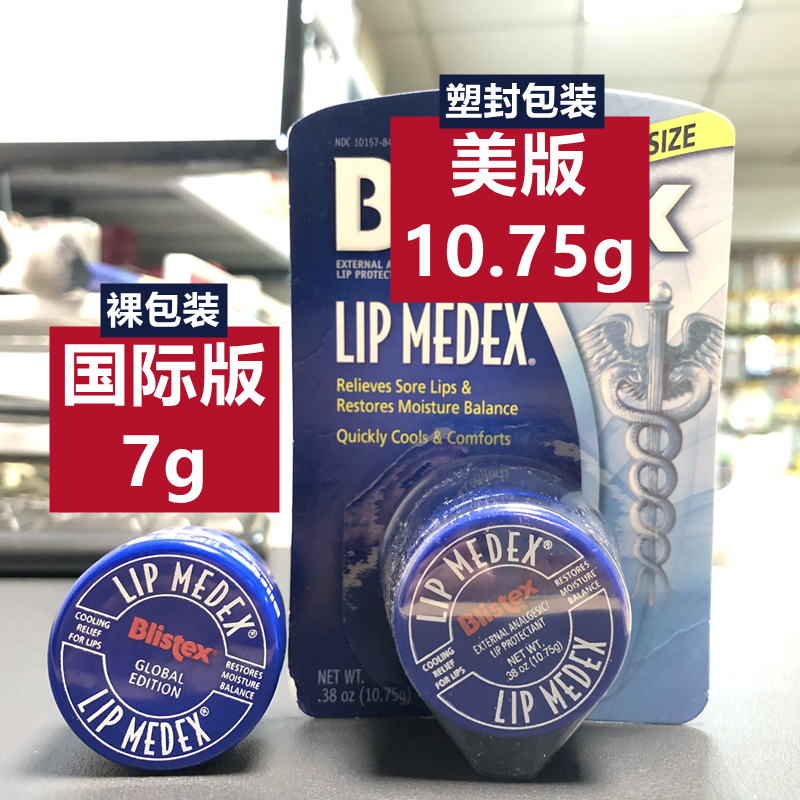 塑封包装
美版
10.75g
裸包装
国际版
7g
SIZE
NDC 10157-84
B
EXTERNAL
LIP
LIP MEDEX®
Relieves Sore Lips &
Restores Moisture Balance
Quickly Cools & Comforts
NET WT.
.38 oz (10.75g)
LIP MEDEX®
COOLING
RELIEF
FOR LIPS
Blistex®
GLOBAL
EDITION
RESTORES
MOISTURE
BALANCE
LIP MEDEX®
LIP MEDEX®
RESTORES
MOISTURE
BALANCE
Blistex
EXTERNAL ANALGESIC/
LIP PROTECTANT
NET WT.
.38 oz (10.75g)
COOLING
RELIEF
FOR LIPS
LIP MEDEX